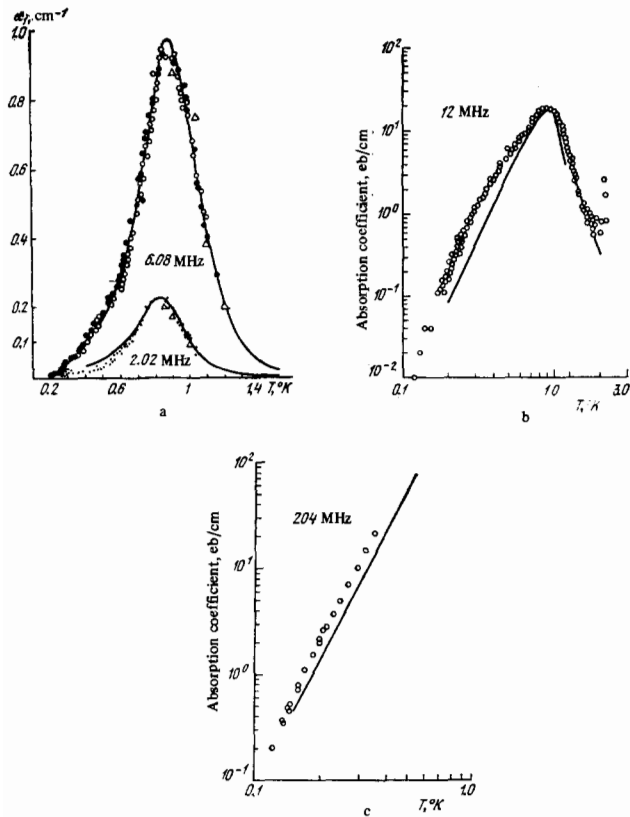 α, cm⁻¹
1.0
0.8
0.6
0.4
0.2
0.1
6.08 MHz
2.02 MHz
0.2 0.6 1 1,4 T,°K
a
Absorption coefficient, eb/cm
10²
10¹
10⁰
10⁻¹
10⁻²
12 MHz
0.1 1.0 3.0
T,°K
b
Absorption coefficient, eb/cm
10²
10¹
10⁰
10⁻¹
204 MHz
0.1 T,°K 1.0
c